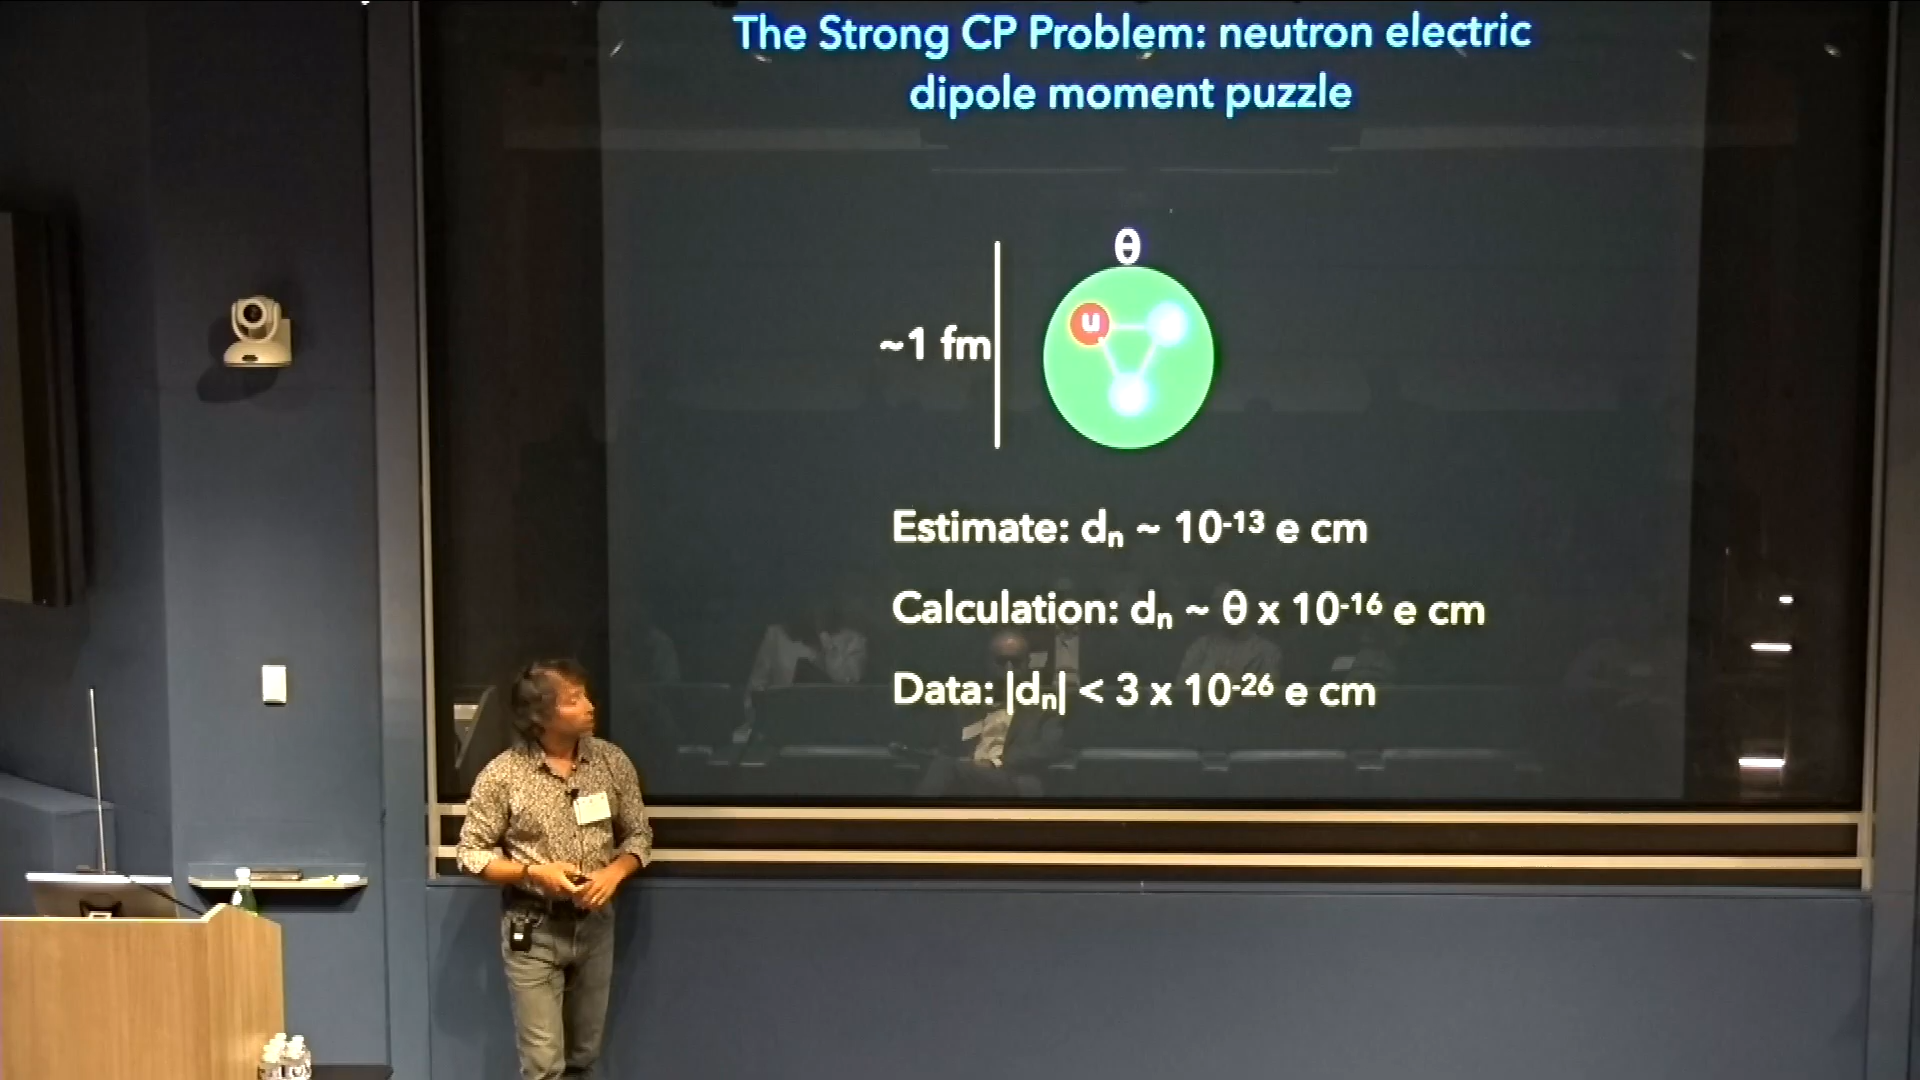 The Strong CP Problem: neutron electric
dipole moment puzzle
θ
u
~1 fm
Estimate: dₙ ~ 10⁻¹³ e cm
Calculation: dₙ ~ θ x 10⁻¹⁶ e cm
Data: |dₙ| < 3 x 10⁻²⁶ e cm